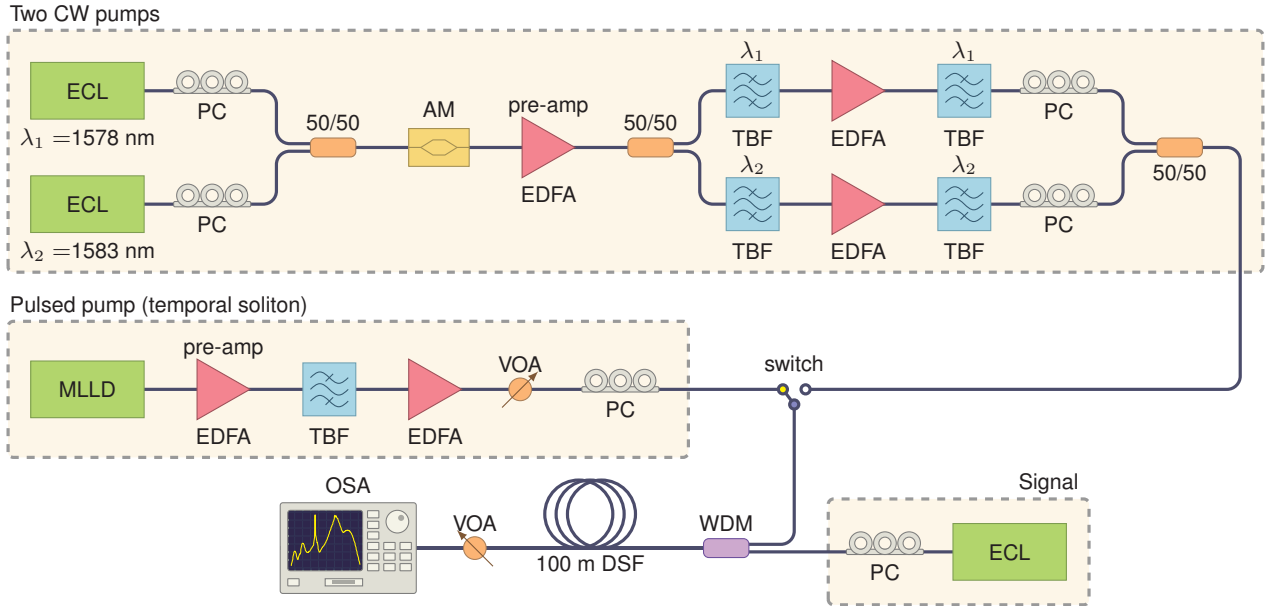 Two CW pumps
ECL
PC
λ₁ =1578 nm
50/50
AM
pre-amp
EDFA
50/50
λ₁
TBF
EDFA
λ₁
TBF
PC
ECL
PC
λ₂ =1583 nm
λ₂
TBF
EDFA
λ₂
TBF
PC
50/50
Pulsed pump (temporal soliton)
MLLD
pre-amp
EDFA
TBF
EDFA
VOA
PC
switch
OSA
VOA
100 m DSF
WDM
Signal
PC
ECL